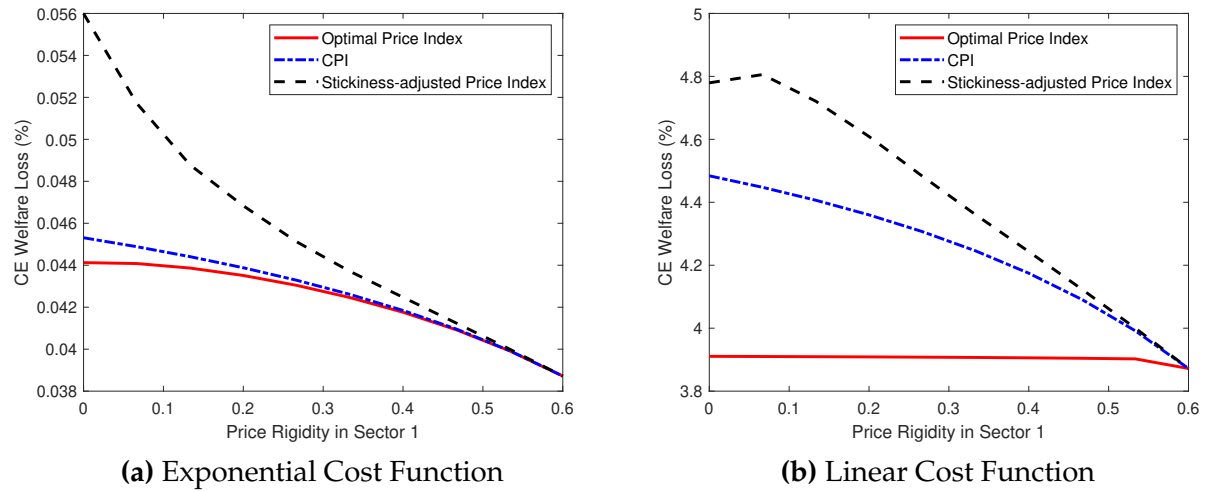 0.056
0.054
0.052
0.05
0.048
0.046
0.044
0.042
0.04
0.038
CE Welfare Loss (%)
Optimal Price Index
CPI
Stickiness-adjusted Price Index
0 0.1 0.2 0.3 0.4 0.5 0.6
Price Rigidity in Sector 1
(a) Exponential Cost Function
5
4.8
4.6
4.4
4.2
4
3.8
CE Welfare Loss (%)
Optimal Price Index
CPI
Stickiness-adjusted Price Index
0 0.1 0.2 0.3 0.4 0.5 0.6
Price Rigidity in Sector 1
(b) Linear Cost Function